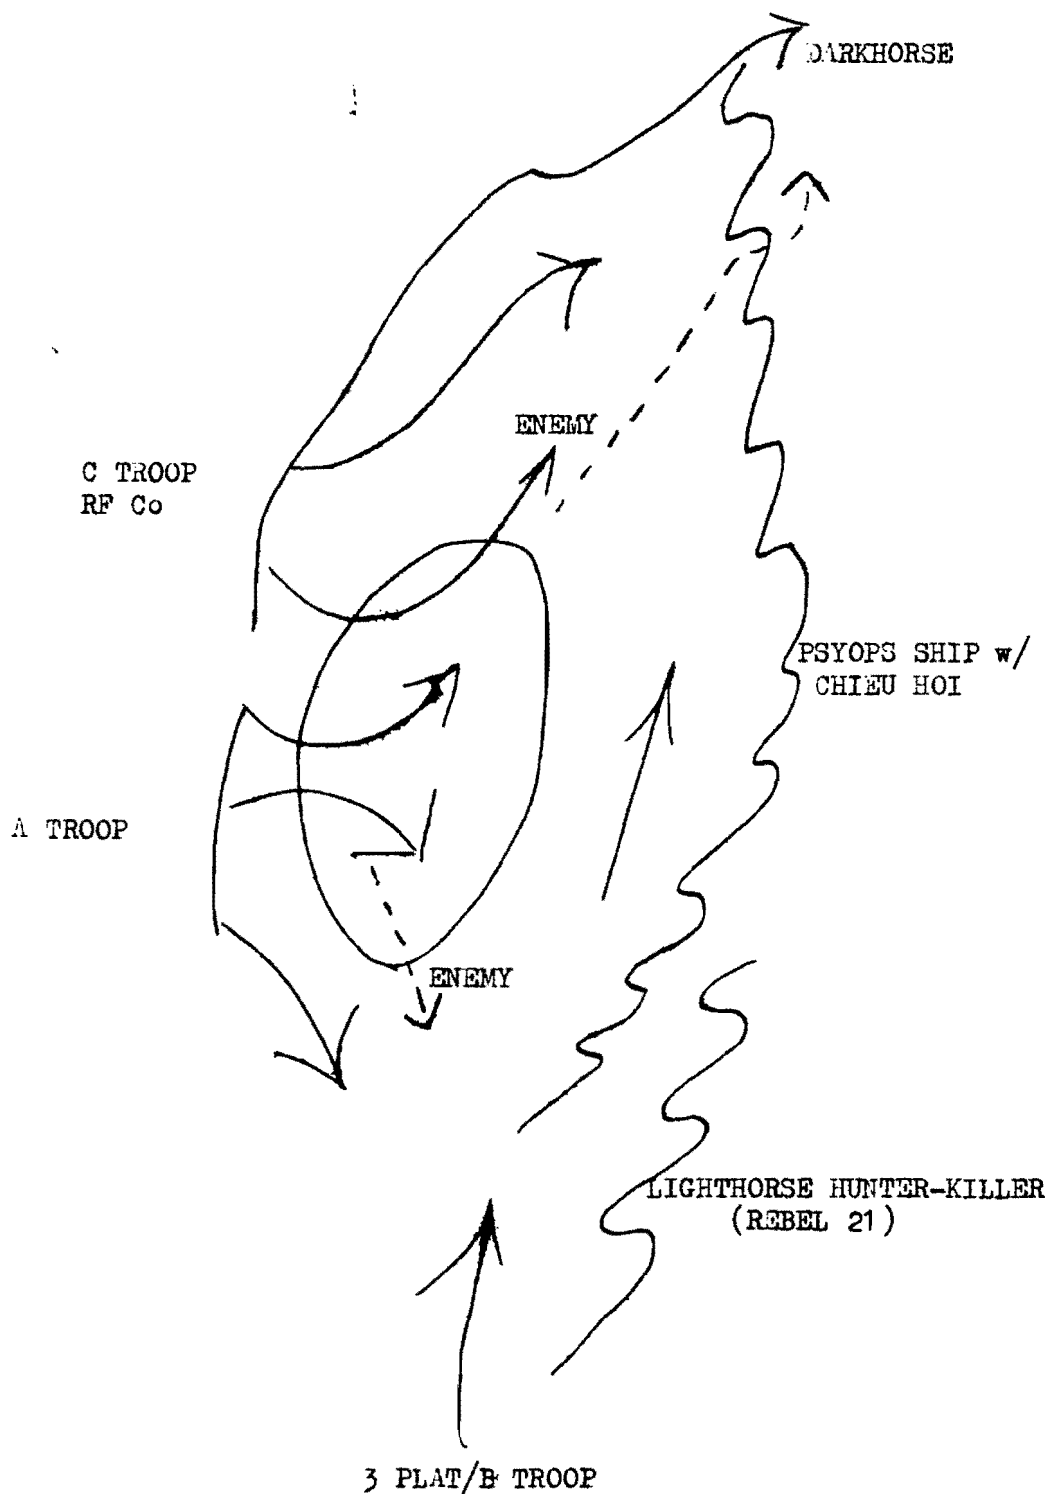 DARKHORSE
ENEMY
C TROOP
RF Co
PSYOPS SHIP w/
CHIEU HOI
A TROOP
ENEMY
LIGHTHORSE HUNTER-KILLER
(REBEL 21)
3 PLAT/B TROOP